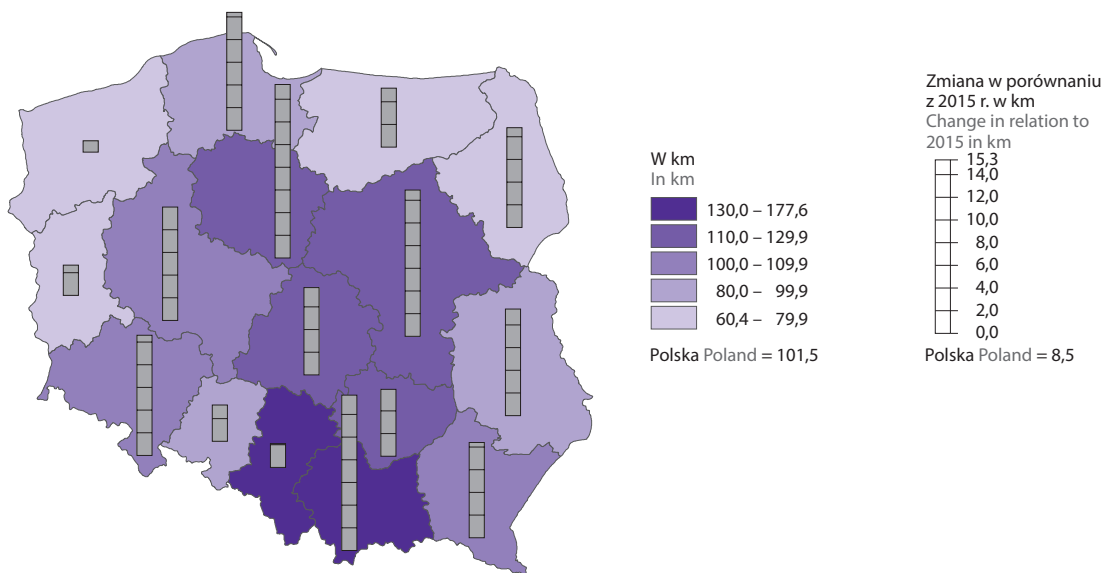 W km
In km
130,0 – 177,6
110,0 – 129,9
100,0 – 109,9
80,0 – 99,9
60,4 – 79,9
Polska Poland = 101,5
Zmiana w porównaniu
z 2015 r. w km
Change in relation to
2015 in km
15,3
14,0
12,0
10,0
8,0
6,0
4,0
2,0
0,0
Polska Poland = 8,5